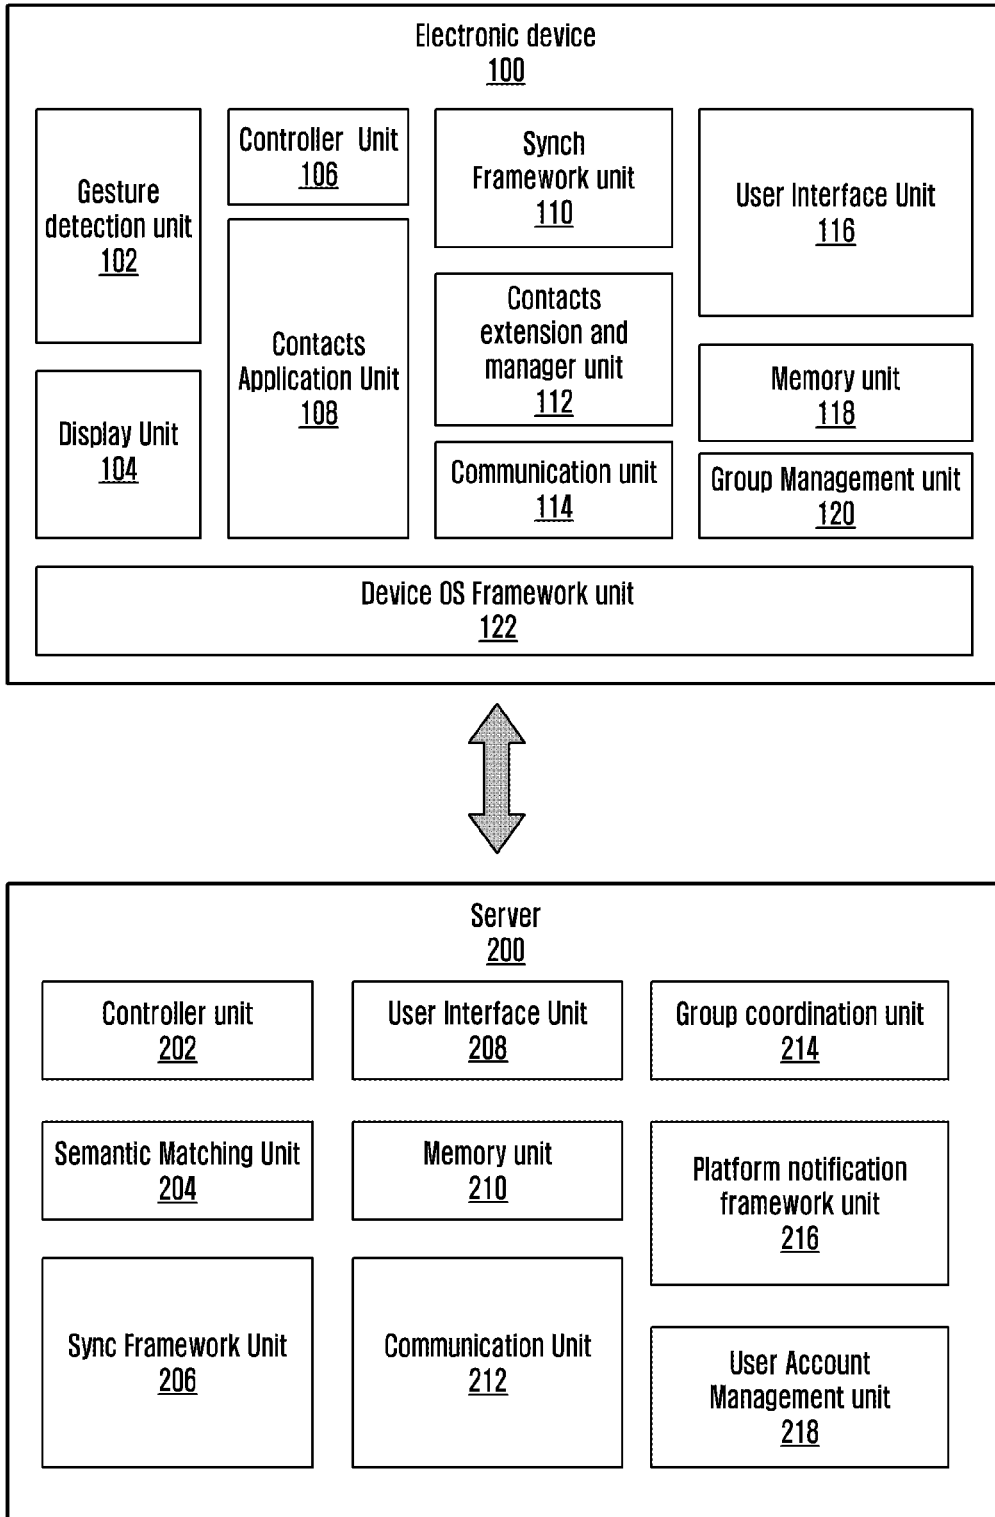 Electronic device
100
Gesture
detection unit
102
Display Unit
104
Controller Unit
106
Contacts
Application Unit
108
Synch
Framework unit
110
Contacts
extension and
manager unit
112
Communication unit
114
User Interface Unit
116
Memory unit
118
Group Management unit
120
Device OS Framework unit
122
Server
200
Controller unit
202
Semantic Matching Unit
204
Sync Framework Unit
206
User Interface Unit
208
Memory unit
210
Communication Unit
212
Group coordination unit
214
Platform notification
framework unit
216
User Account
Management unit
218